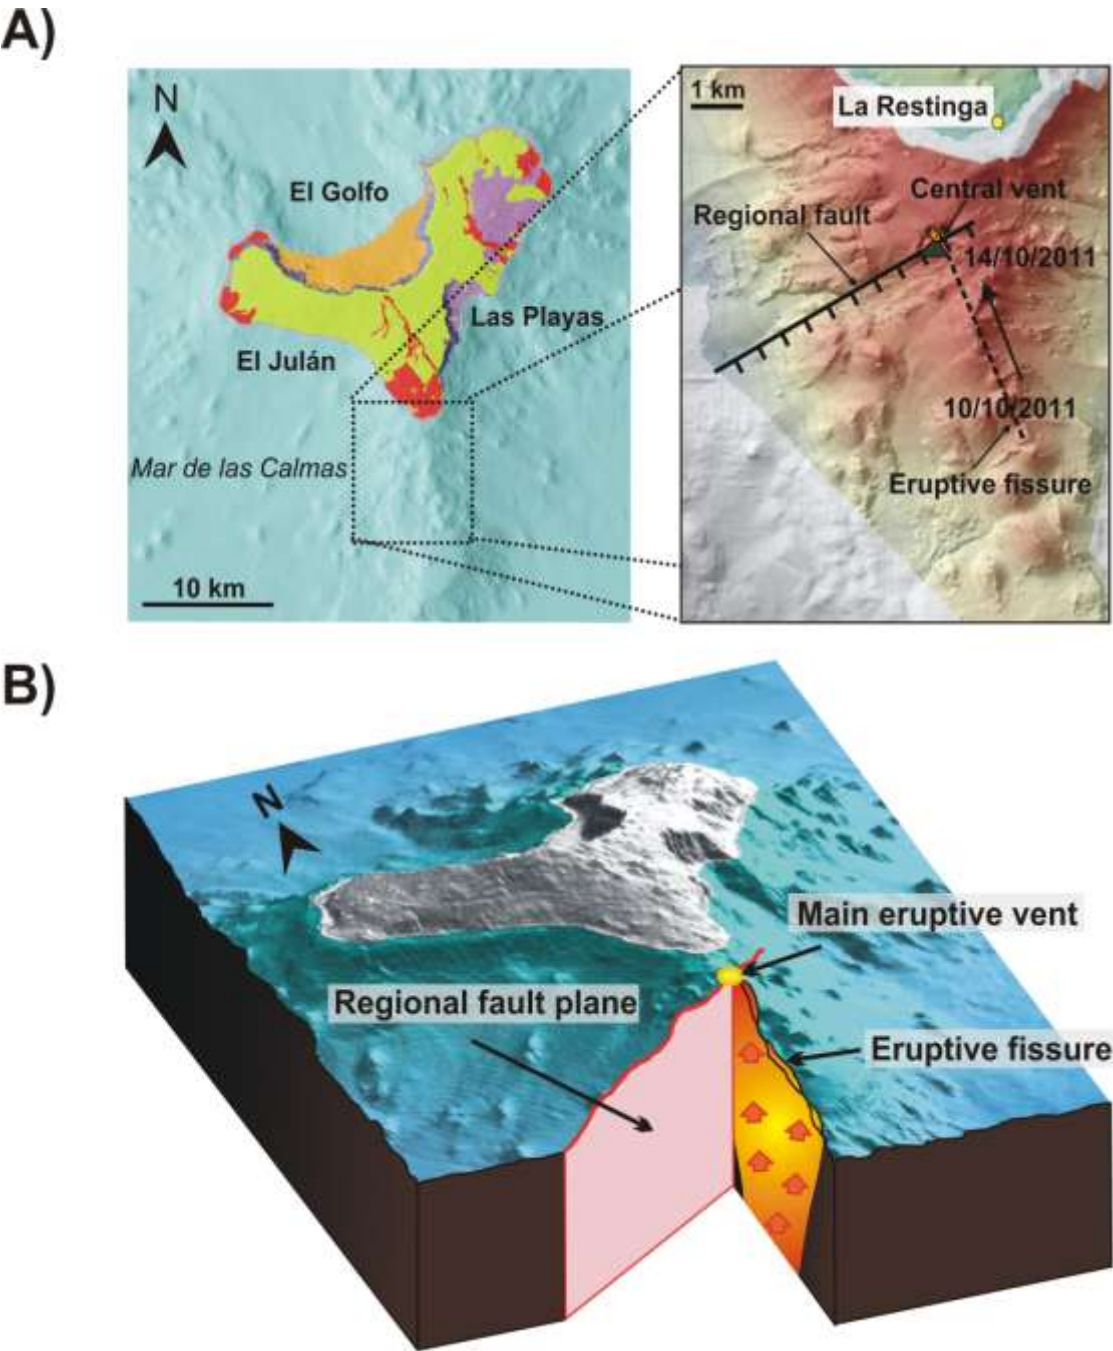 A)
N
El Golfo
Las Playas
El Julán
Mar de las Calmas
10 km
1 km
La Restinga
Central vent
Regional fault
14/10/2011
10/10/2011
Eruptive fissure
B)
N
Main eruptive vent
Regional fault plane
Eruptive fissure